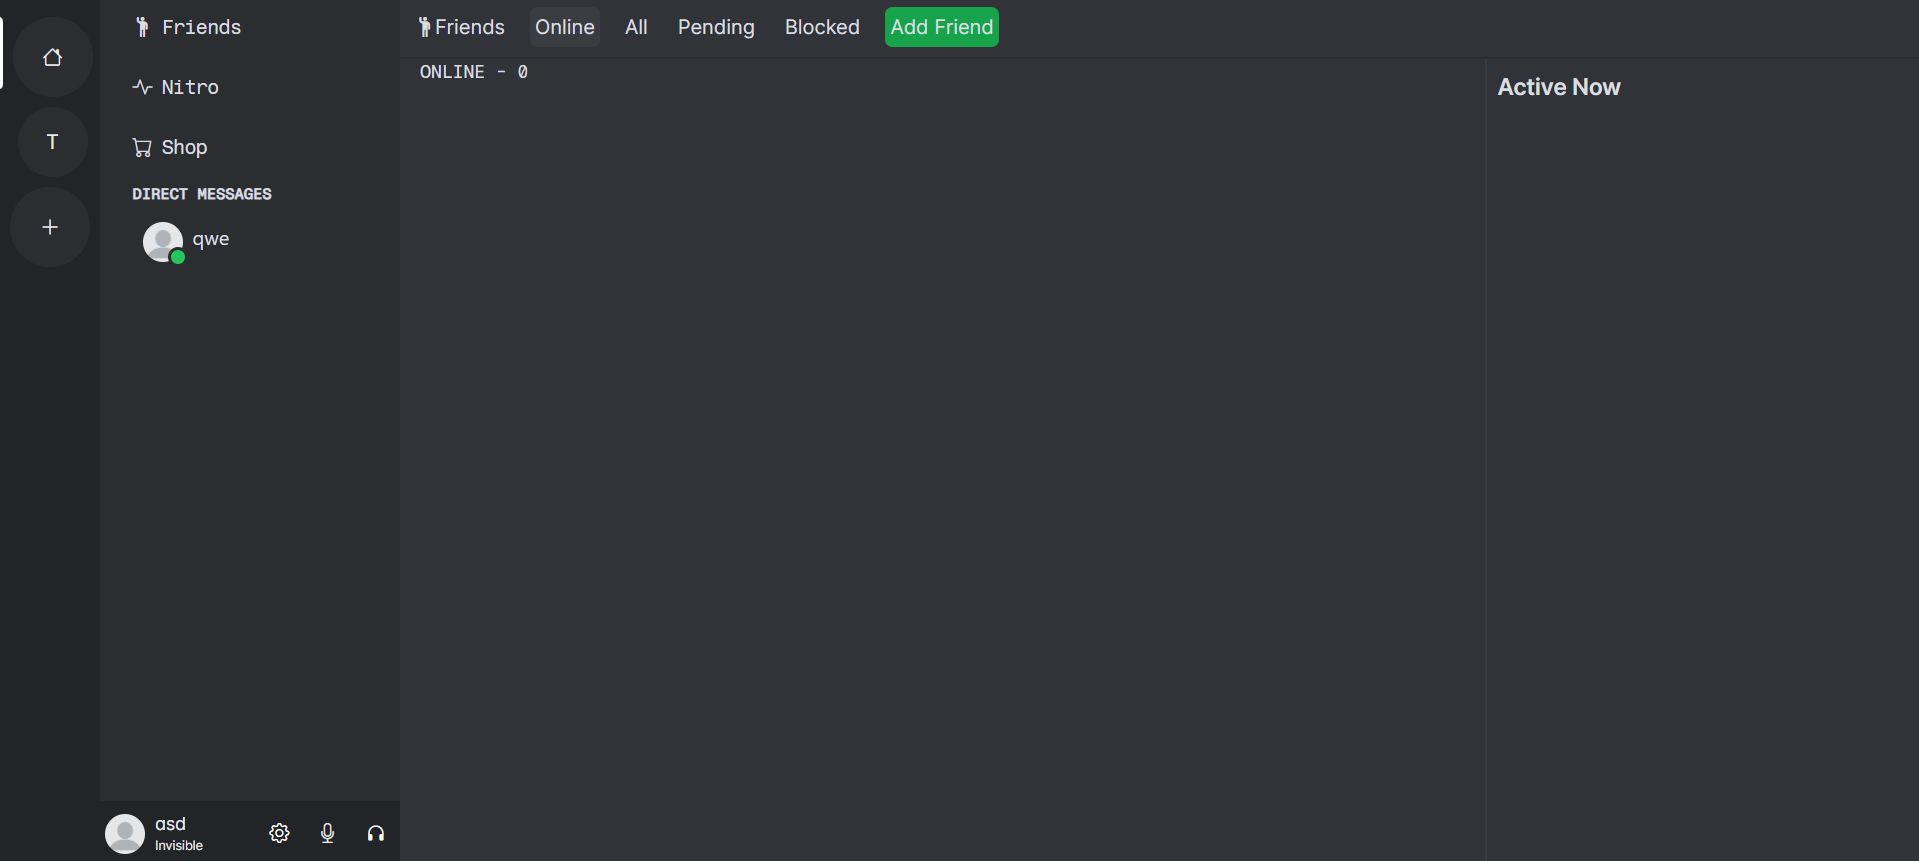 T
Friends
Nitro
Shop
DIRECT MESSAGES
qwe
asd
Invisible
Friends Online All Pending Blocked Add Friend
ONLINE - 0
Active Now